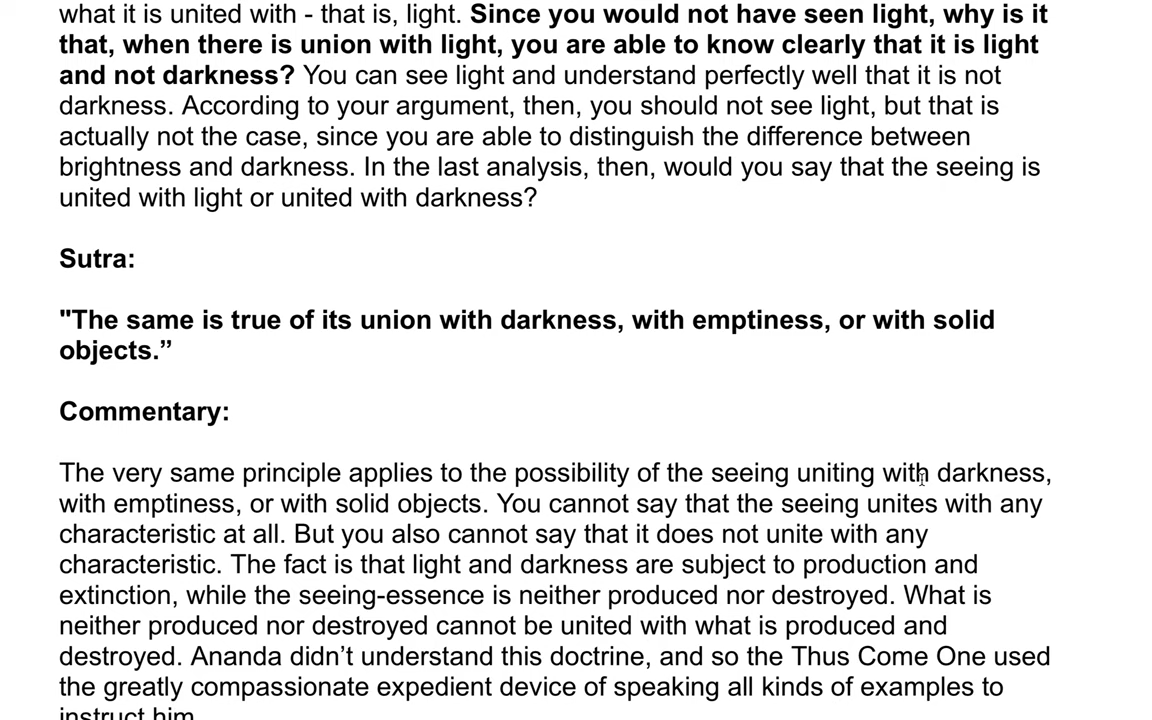 what it is united with - that is, light. Since you would not have seen light, why is it
that, when there is union with light, you are able to know clearly that it is light
and not darkness? You can see light and understand perfectly well that it is not
darkness. According to your argument, then, you should not see light, but that is
actually not the case, since you are able to distinguish the difference between
brightness and darkness. In the last analysis, then, would you say that the seeing is
united with light or united with darkness?
Sutra:
"The same is true of its union with darkness, with emptiness, or with solid
objects.”
Commentary:
The very same principle applies to the possibility of the seeing uniting with darkness,
with emptiness, or with solid objects. You cannot say that the seeing unites with any
characteristic at all. But you also cannot say that it does not unite with any
characteristic. The fact is that light and darkness are subject to production and
extinction, while the seeing-essence is neither produced nor destroyed. What is
neither produced nor destroyed cannot be united with what is produced and
destroyed. Ananda didn’t understand this doctrine, and so the Thus Come One used
the greatly compassionate expedient device of speaking all kinds of examples to
instruct him